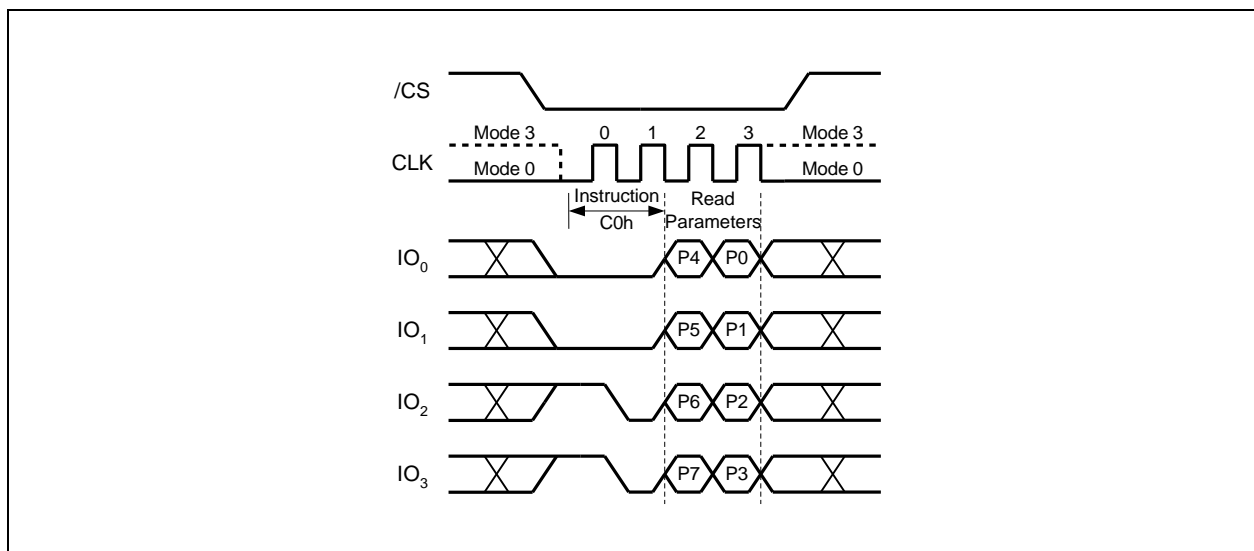 /CS
Mode 3 0 1 2 3 Mode 3
CLK
Mode 0 Mode 0
Instruction Read
C0h Parameters
IO0 P4 P0
IO1 P5 P1
IO2 P6 P2
IO3 P7 P3